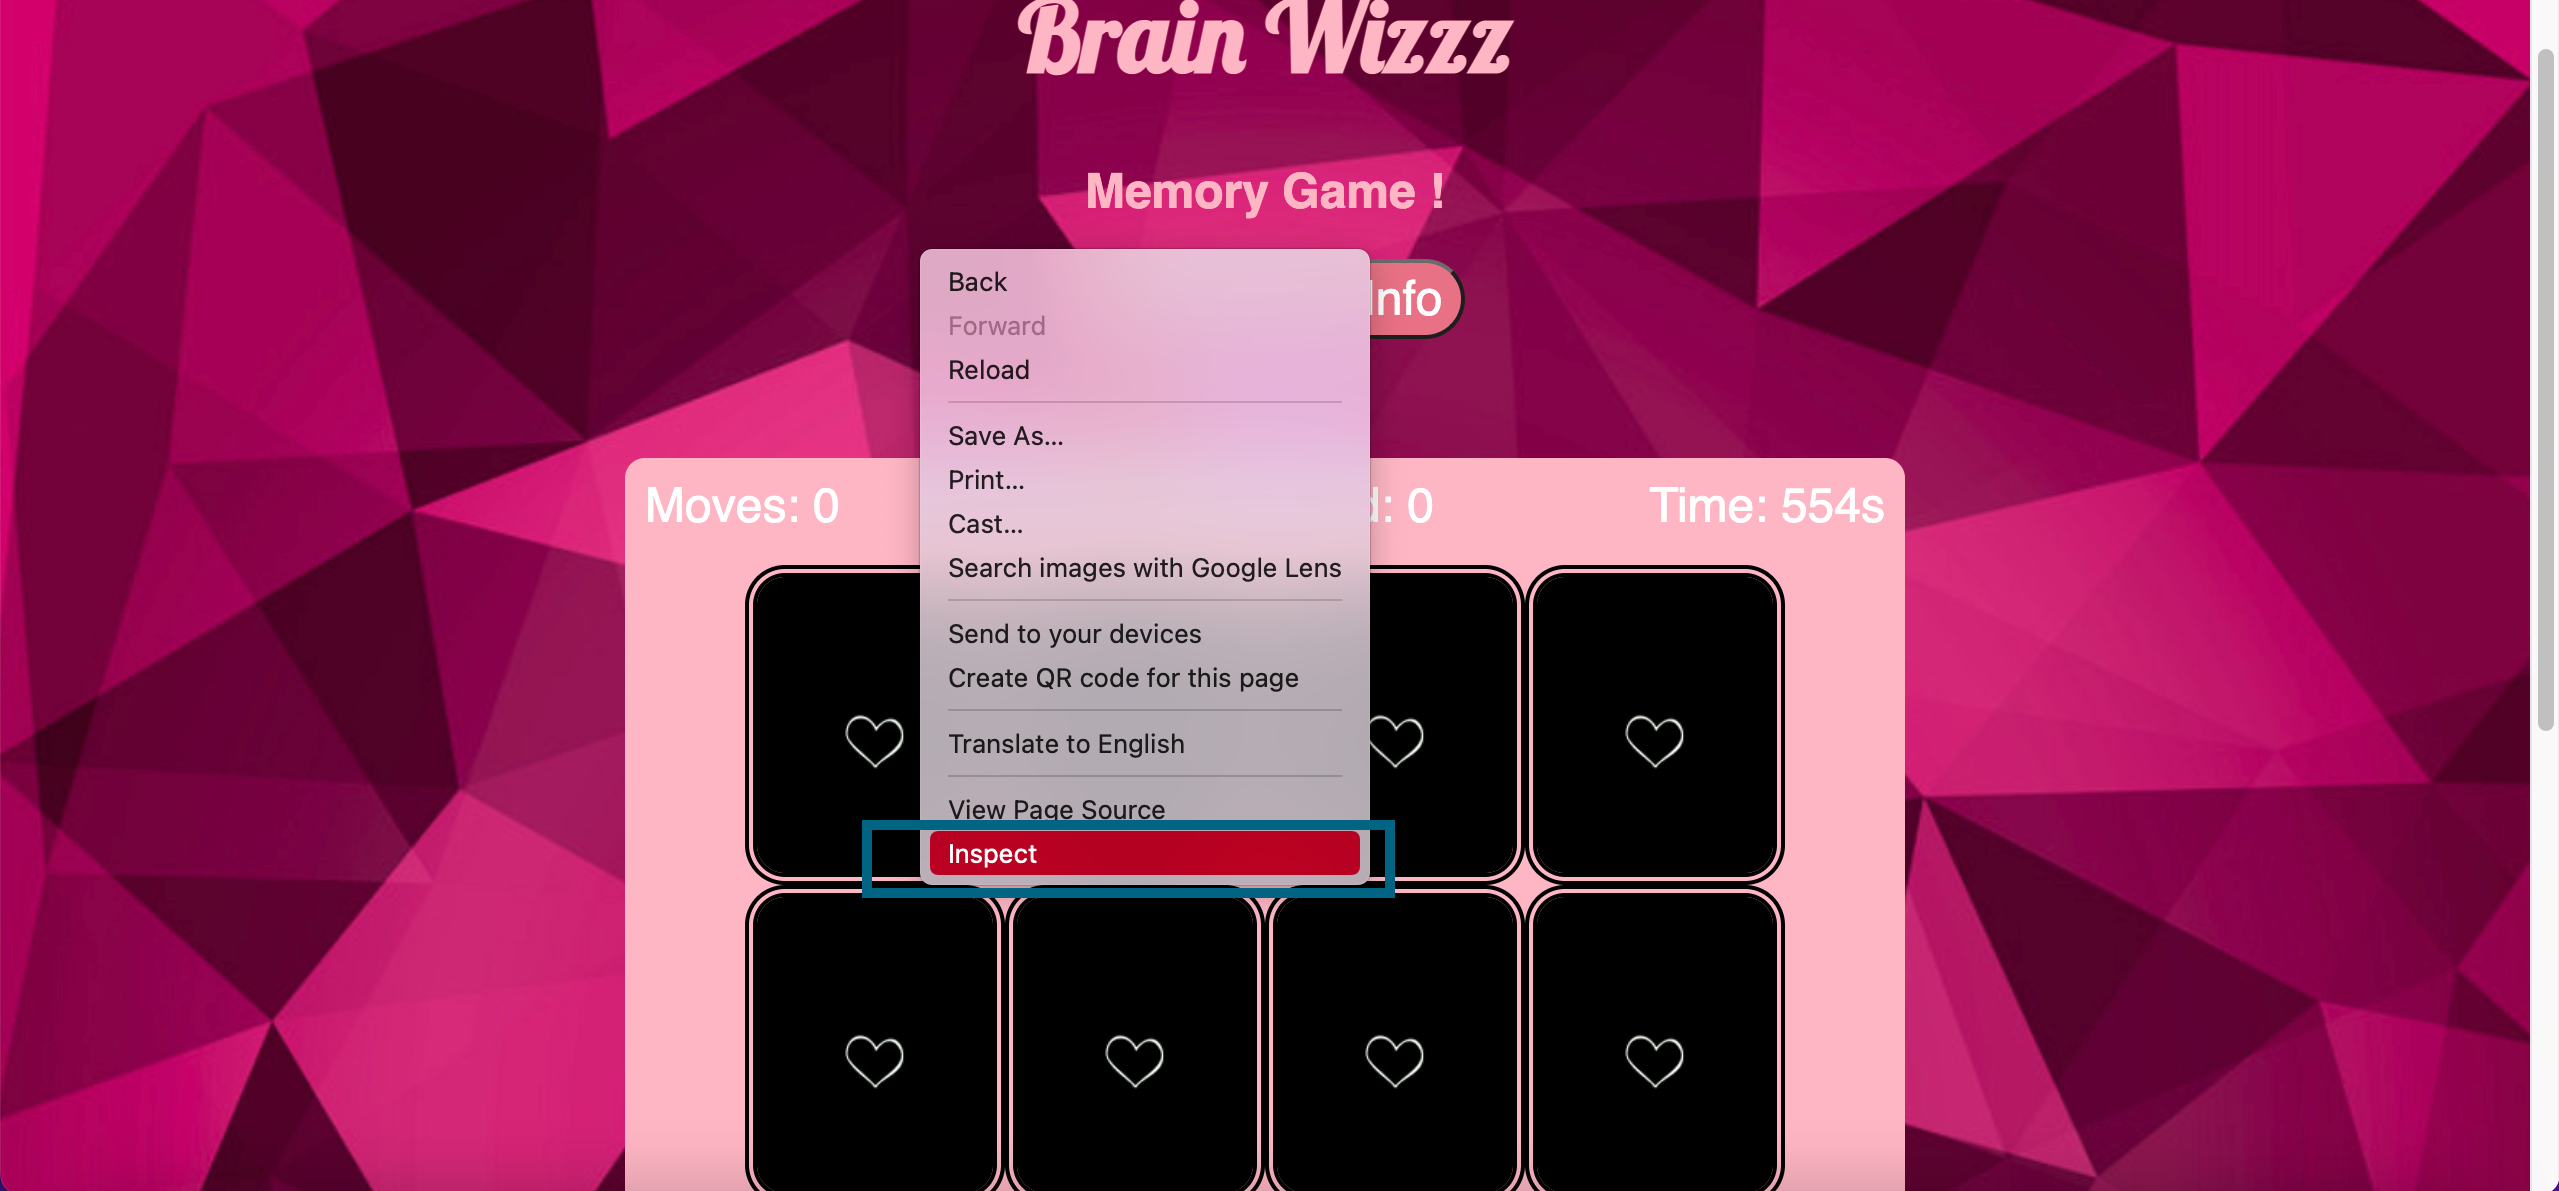 Brain Wizzz
Memory Game !
Info
Back
Forward
Reload
Save As...
Print...
Cast...
Search images with Google Lens
Send to your devices
Create QR code for this page
Translate to English
View Page Source
Inspect
Moves: 0
d: 0
Time: 554s